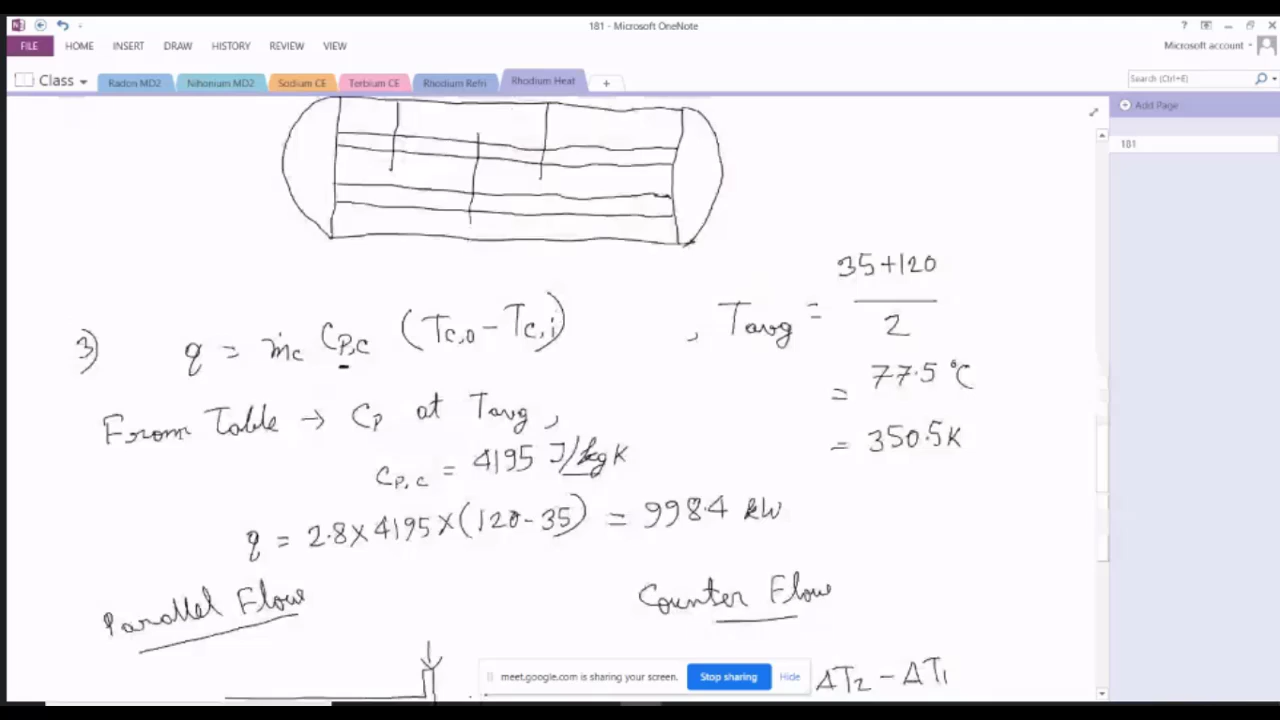 181 - Microsoft OneNote
FILE HOME INSERT DRAW HISTORY REVIEW VIEW
Microsoft account
Class Radon MD2 Nihonium MD2 Sodium CE Terbium CE Rhodium Refri Rhodium Heat +
Search (Ctrl+E)
Add Page
181
3) q = ṁc Cp,c (Tc,o - Tc,i) , Tavg = 35+120 / 2
= 77.5 °C
= 350.5K
From Table → Cp at Tavg,
Cp,c = 4195 J/kgK
q = 2.8×4195×(120-35) = 998.4 kW
Parallel Flow
Counter Flow
meet.google.com is sharing your screen. Stop sharing Hide
ΔT2 - ΔT1